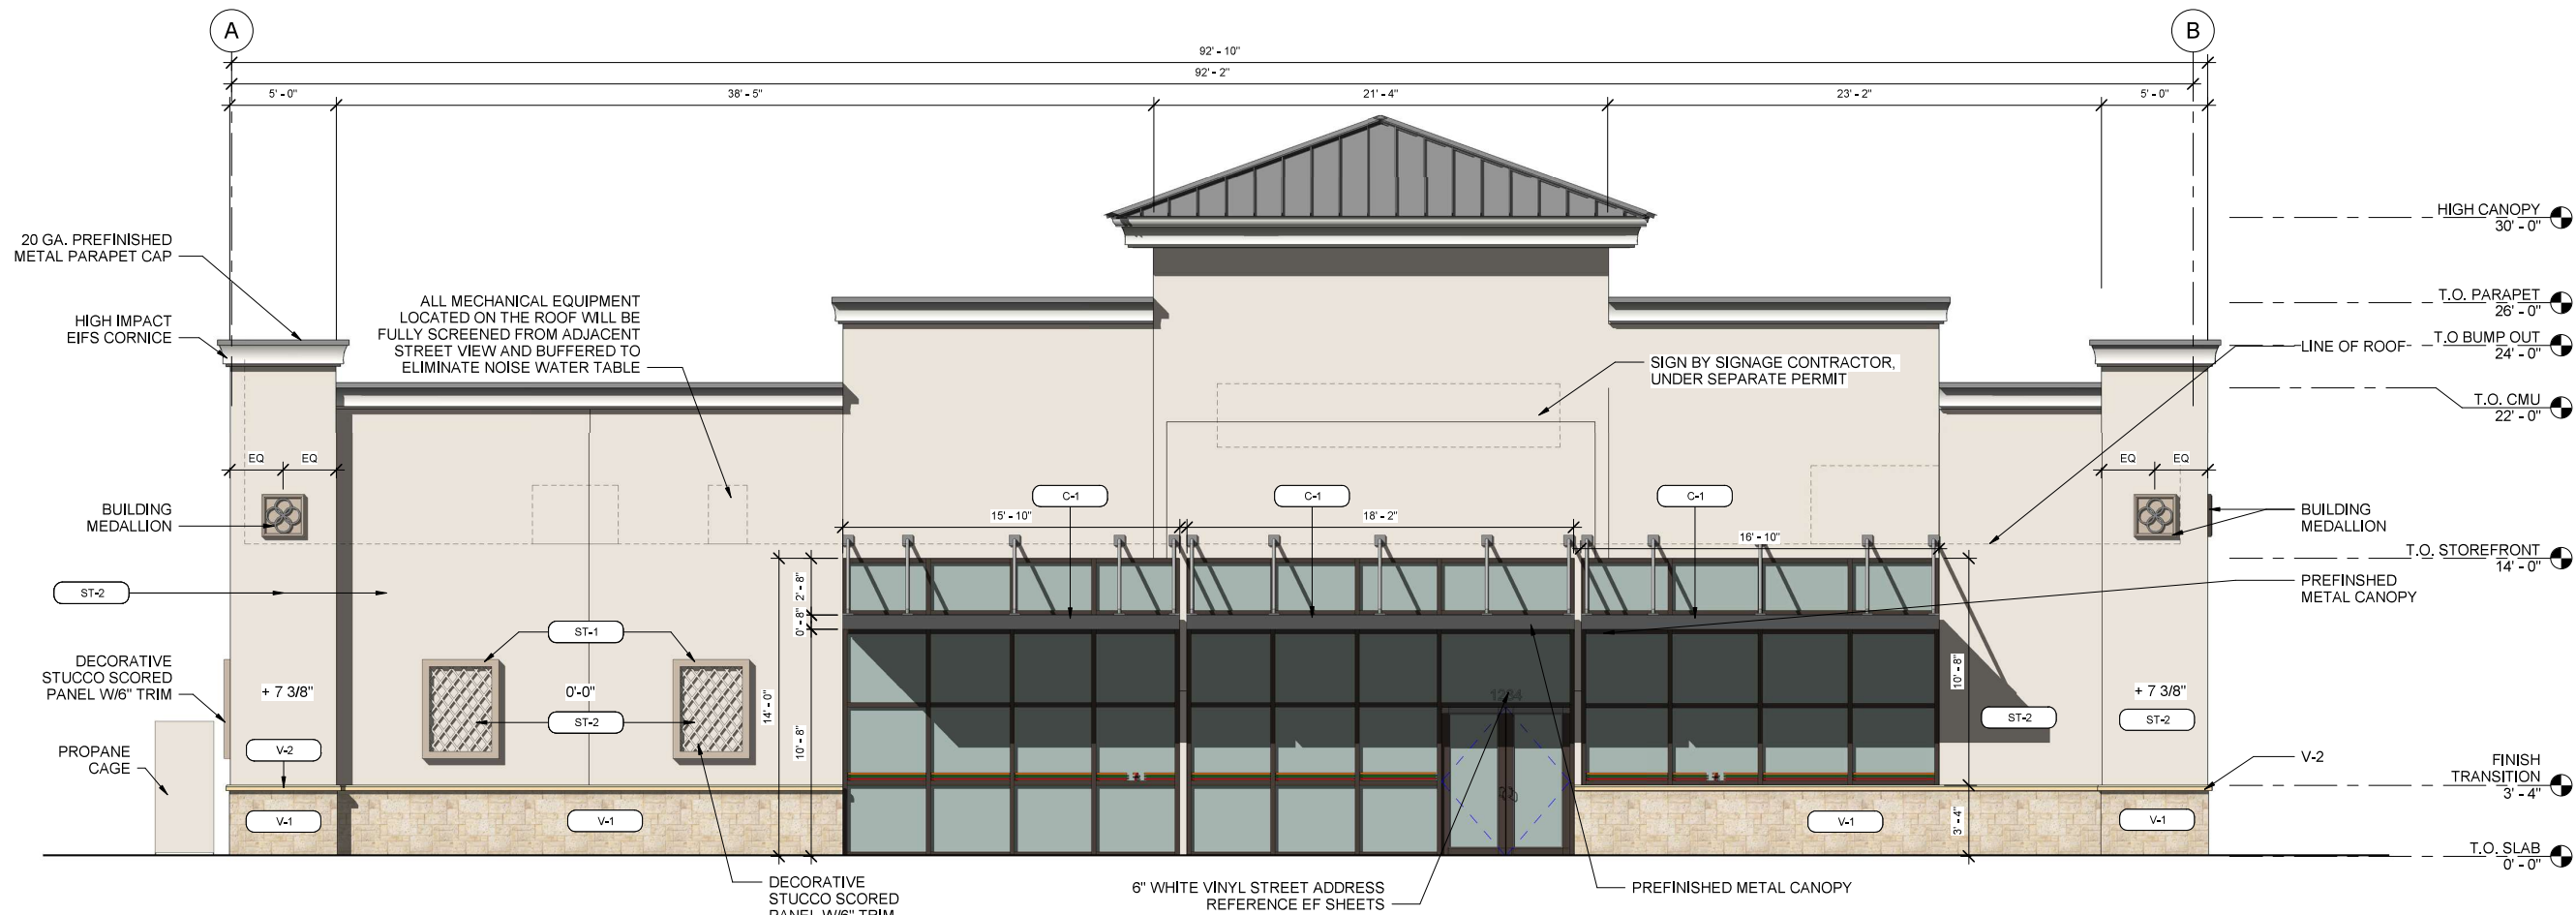 A
B
92' - 10"
92' - 2"
5' - 0"
38' - 5"
21' - 4"
23' - 2"
5' - 0"
HIGH CANOPY
30' - 0"
20 GA. PREFINISHED
METAL PARAPET CAP
ALL MECHANICAL EQUIPMENT
LOCATED ON THE ROOF WILL BE
FULLY SCREENED FROM ADJACENT
STREET VIEW AND BUFFERED TO
ELIMINATE NOISE WATER TABLE
T.O. PARAPET
26' - 0"
HIGH IMPACT
EIFS CORNICE
T.O BUMP OUT
24' - 0"
LINE OF ROOF
SIGN BY SIGNAGE CONTRACTOR,
UNDER SEPARATE PERMIT
T.O. CMU
22' - 0"
EQ
EQ
EQ
EQ
BUILDING
MEDALLION
C-1
C-1
C-1
BUILDING
MEDALLION
15' - 10"
18' - 2"
16' - 10"
T.O. STOREFRONT
14' - 0"
PREFINSHED
METAL CANOPY
ST-2
2' - 8"
0' - 8"
ST-1
DECORATIVE
STUCCO SCORED
PANEL W/6" TRIM
+ 7 3/8"
0'-0"
ST-2
14' - 0"
10' - 8"
1234
10' - 8"
ST-2
+ 7 3/8"
ST-2
PROPANE
CAGE
V-2
V-2
FINISH
TRANSITION
3' - 4"
V-1
V-1
V-1
V-1
3' - 4"
T.O. SLAB
0' - 0"
DECORATIVE
STUCCO SCORED
PANEL W/6" TRIM
6" WHITE VINYL STREET ADDRESS
REFERENCE EF SHEETS
PREFINISHED METAL CANOPY